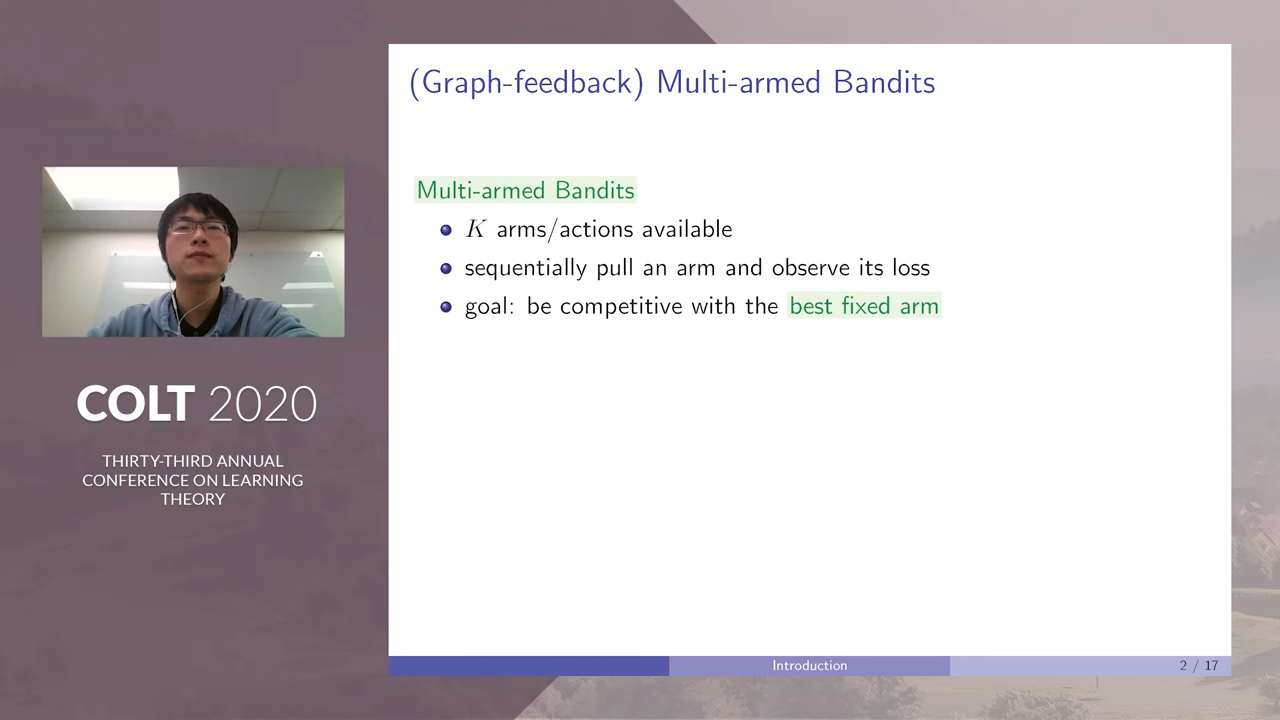 (Graph-feedback) Multi-armed Bandits
Multi-armed Bandits
K arms/actions available
sequentially pull an arm and observe its loss
goal: be competitive with the best fixed arm
COLT 2020
THIRTY-THIRD ANNUAL
CONFERENCE ON LEARNING
THEORY
Introduction
2 / 17